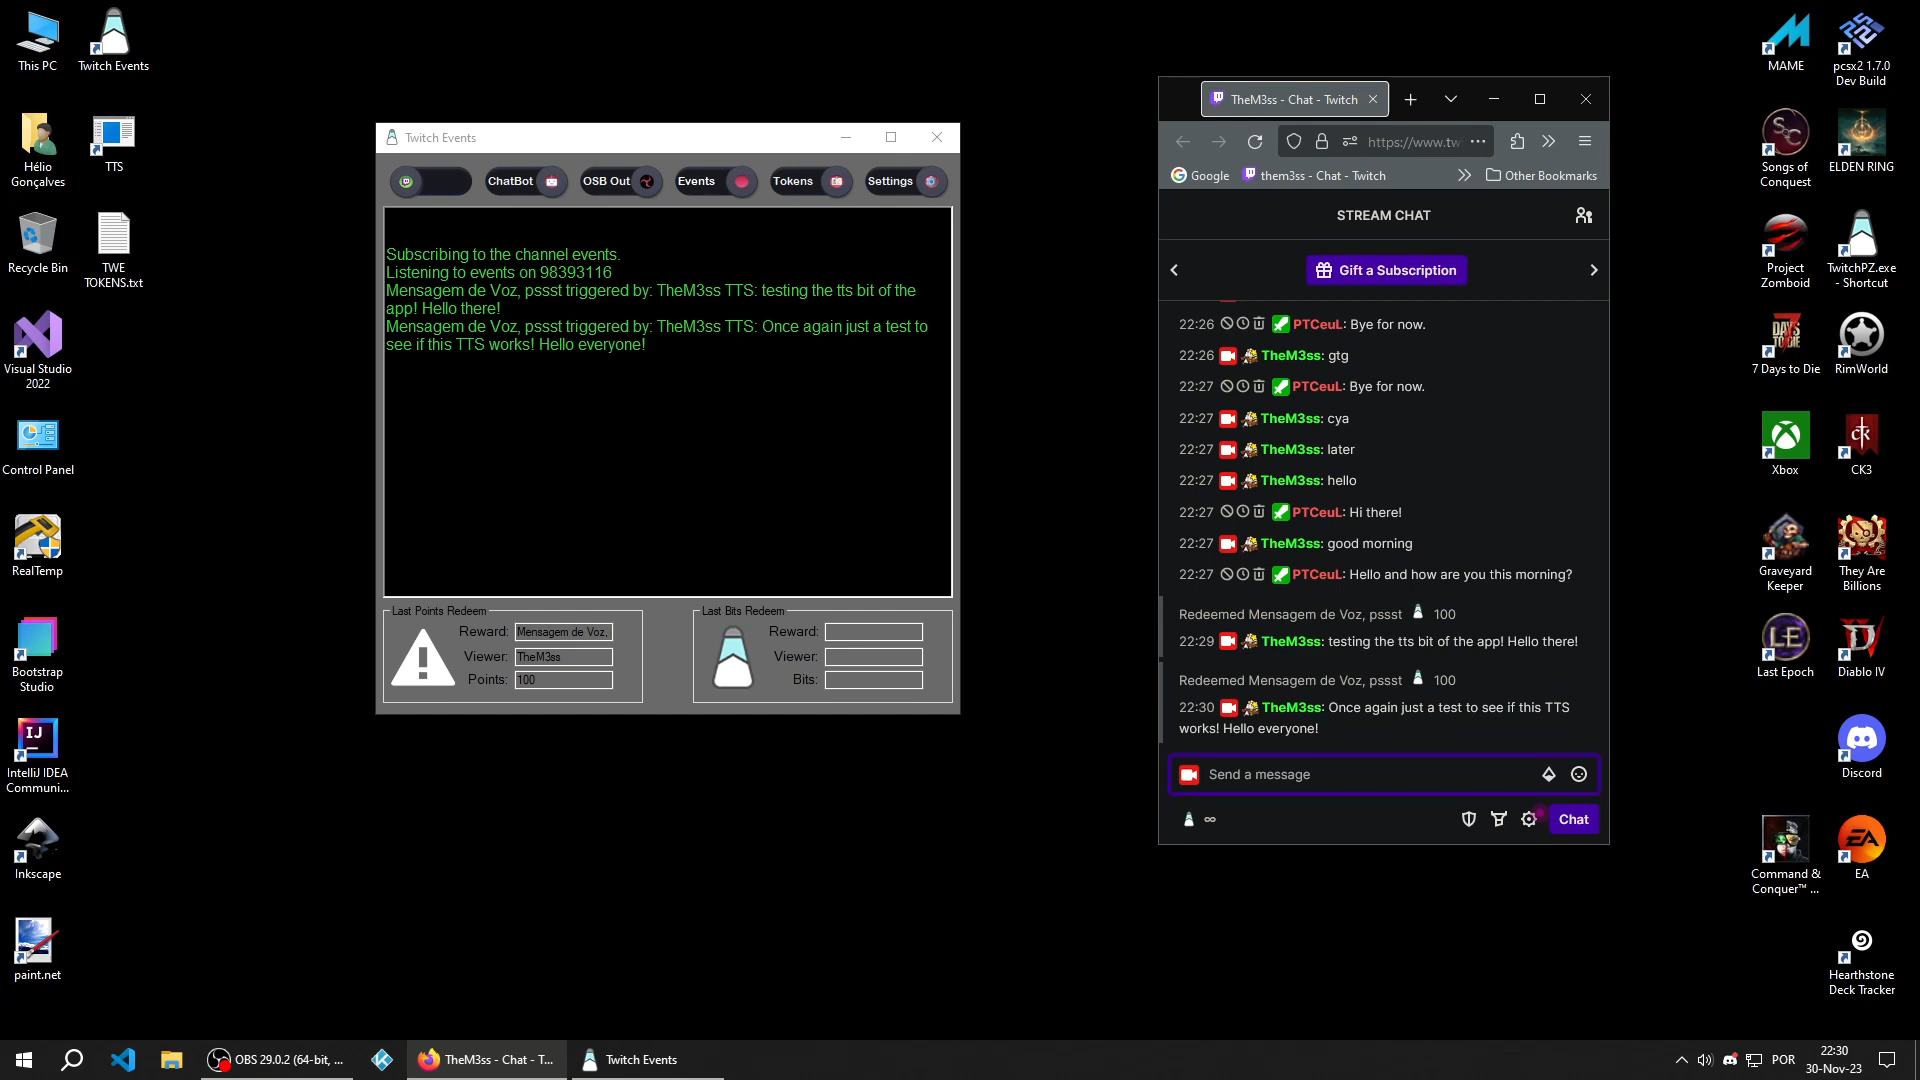 This PC
Twitch Events
Hélio
Gonçalves
TTS
Recycle Bin
TWE
TOKENS.txt
Visual Studio
2022
Control Panel
RealTemp
Bootstrap
Studio
IJ
IntelliJ IDEA
Communi...
Inkscape
paint.net
Twitch Events
ChatBot
OSB Out
Events
Tokens
Settings
Subscribing to the channel events.
Listening to events on 98393116
Mensagem de Voz, pssst triggered by: TheM3ss TTS: testing the tts bit of the
app! Hello there!
Mensagem de Voz, pssst triggered by: TheM3ss TTS: Once again just a test to
see if this TTS works! Hello everyone!
Last Points Redeem
Reward: Mensagem de Voz,
Viewer: TheM3ss
Points: 100
Last Bits Redeem
Reward:
Viewer:
Bits:
TheM3ss - Chat - Twitch
https://www.tw
Google
them3ss - Chat - Twitch
Other Bookmarks
STREAM CHAT
Gift a Subscription
22:26 PTCeuL: Bye for now.
22:26 TheM3ss: gtg
22:27 PTCeuL: Bye for now.
22:27 TheM3ss: cya
22:27 TheM3ss: later
22:27 TheM3ss: hello
22:27 PTCeuL: Hi there!
22:27 TheM3ss: good morning
22:27 PTCeuL: Hello and how are you this morning?
Redeemed Mensagem de Voz, pssst 100
22:29 TheM3ss: testing the tts bit of the app! Hello there!
Redeemed Mensagem de Voz, pssst 100
22:30 TheM3ss: Once again just a test to see if this TTS
works! Hello everyone!
Send a message
∞
Chat
MAME
pcsx2 1.7.0
Dev Build
Songs of
Conquest
ELDEN RING
Project
Zomboid
TwitchPZ.exe
- Shortcut
7 DAYS TO DIE
7 Days to Die
RimWorld
Xbox
CK3
Graveyard
Keeper
They Are
Billions
LE
Last Epoch
Diablo IV
Discord
Command &
Conquer™ ...
EA
EA
Hearthstone
Deck Tracker
OBS 29.0.2 (64-bit, ...
TheM3ss - Chat - T...
Twitch Events
POR
22:30
30-Nov-23